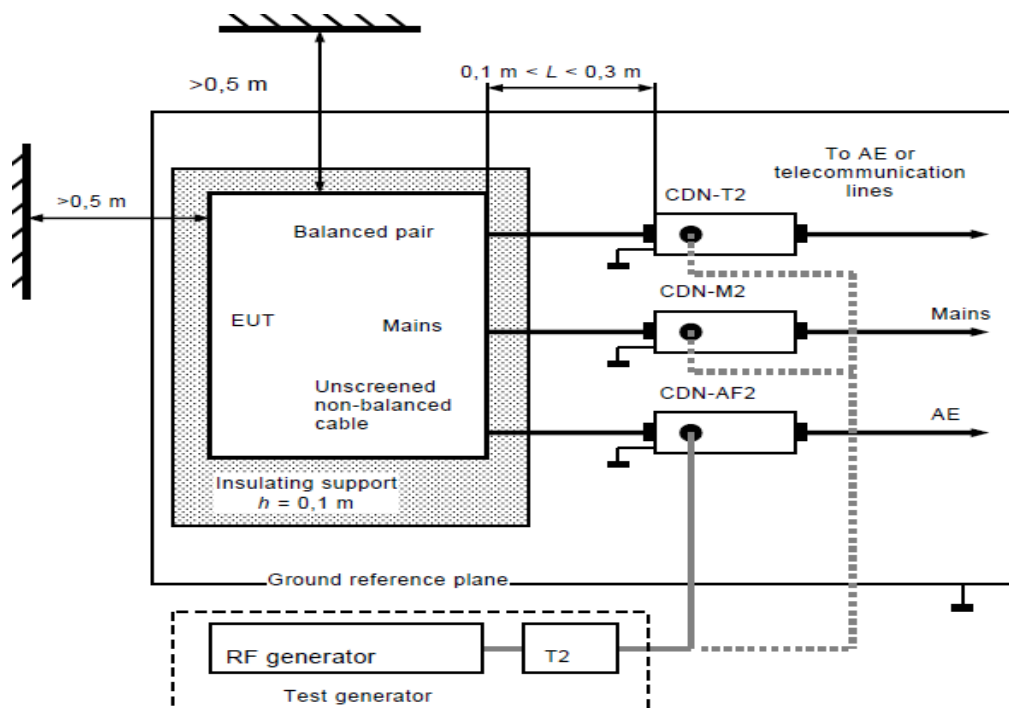 >0,5 m
0,1 m < L < 0,3 m
>0,5 m
To AE or
telecommunication
lines
CDN-T2
Balanced pair
CDN-M2
EUT
Mains
Mains
Unscreened
non-balanced
cable
CDN-AF2
AE
Insulating support
h = 0,1 m
Ground reference plane
RF generator
T2
Test generator